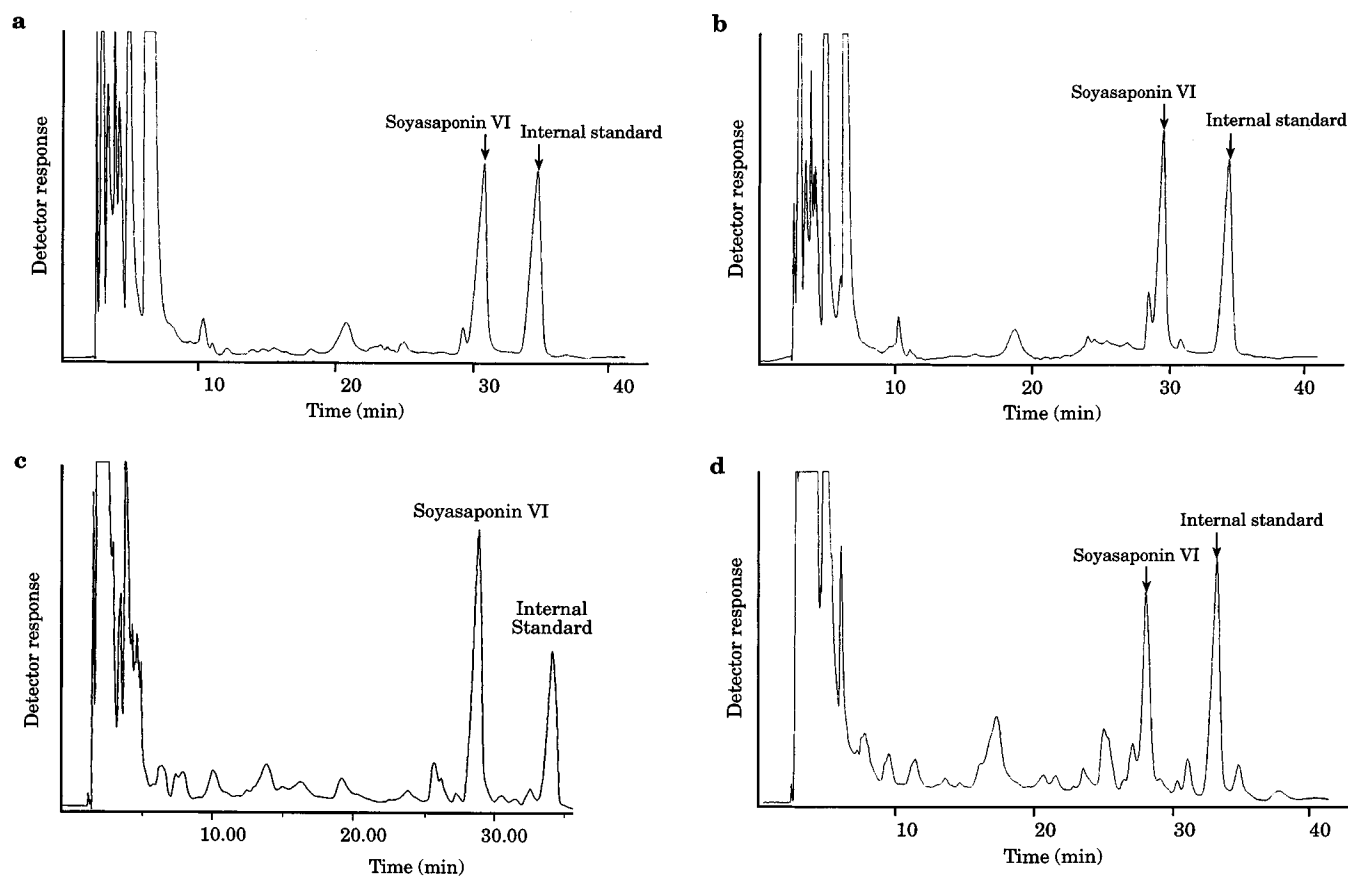 a
Soyasaponin VI
Internal standard
Detector response
10
20
30
40
Time (min)
b
Soyasaponin VI
Internal standard
Detector response
10
20
30
40
Time (min)
c
Soyasaponin VI
Internal
Standard
Detector response
10.00
20.00
30.00
Time (min)
d
Internal standard
Soyasaponin VI
Detector response
10
20
30
40
Time (min)